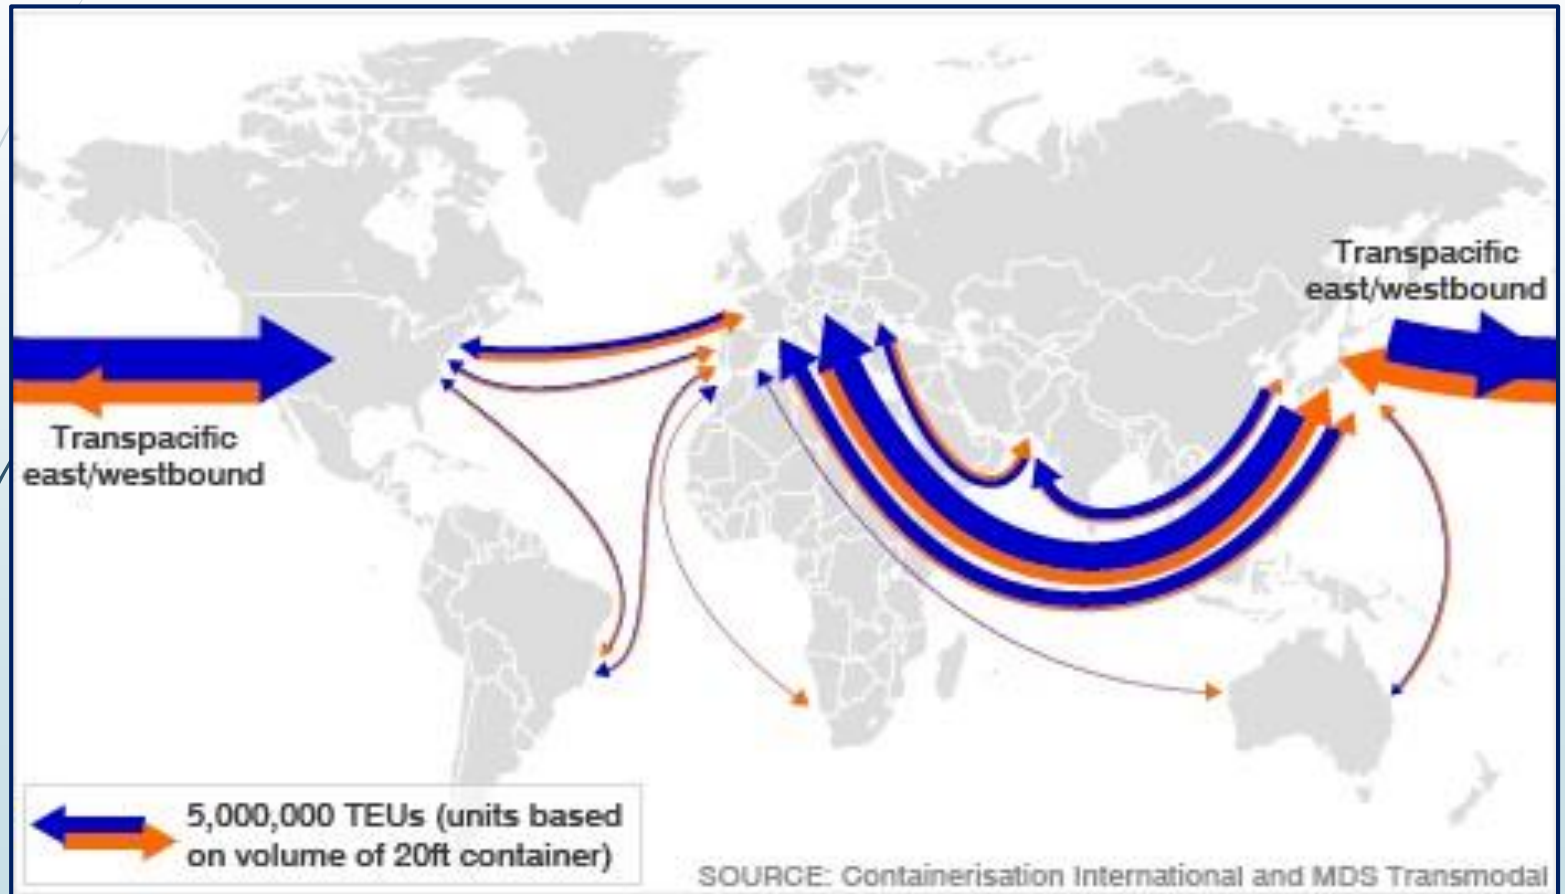 Transpacific
east/westbound
Transpacific
east/westbound
5,000,000 TEUs (units based
on volume of 20ft container)
SOURCE: Containerisation International and MDS Transmodal